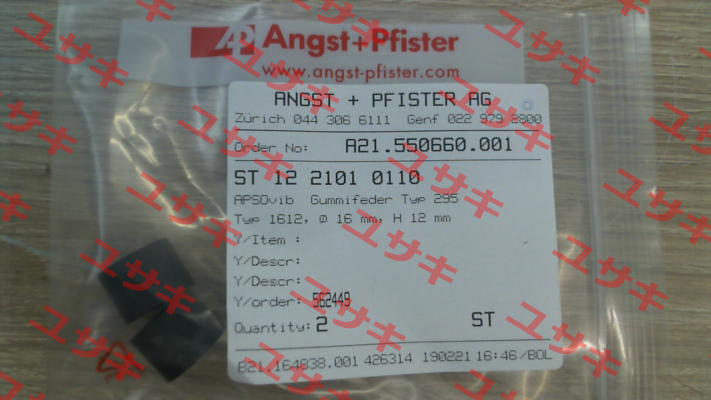 Angst+Pfister
www.angst-pfister.com
ANGST + PFISTER AG
Zürich 044 306 6111 Genf 022 979 2800
Order No: A21.550660.001
ST 12 2101 0110
APSOvib Gummifeder Typ 295
Typ 1612, Ø 16 mm, H 12 mm
Y/Item :
Y/Descr:
Y/Descr:
Y/order: 562449
Quantity: 2 ST
B21.164838.001 426314 190221 16:46/BOL
ユサキ